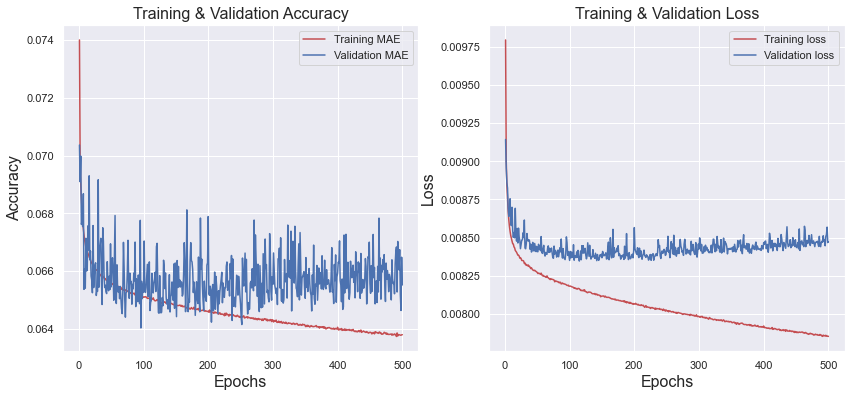 Training & Validation Accuracy
Training MAE
Validation MAE
0.074
0.072
0.070
0.068
0.066
0.064
Accuracy
0
100
200
300
400
500
Epochs
Training & Validation Loss
Training loss
Validation loss
0.00975
0.00950
0.00925
0.00900
0.00875
0.00850
0.00825
0.00800
Loss
0
100
200
300
400
500
Epochs